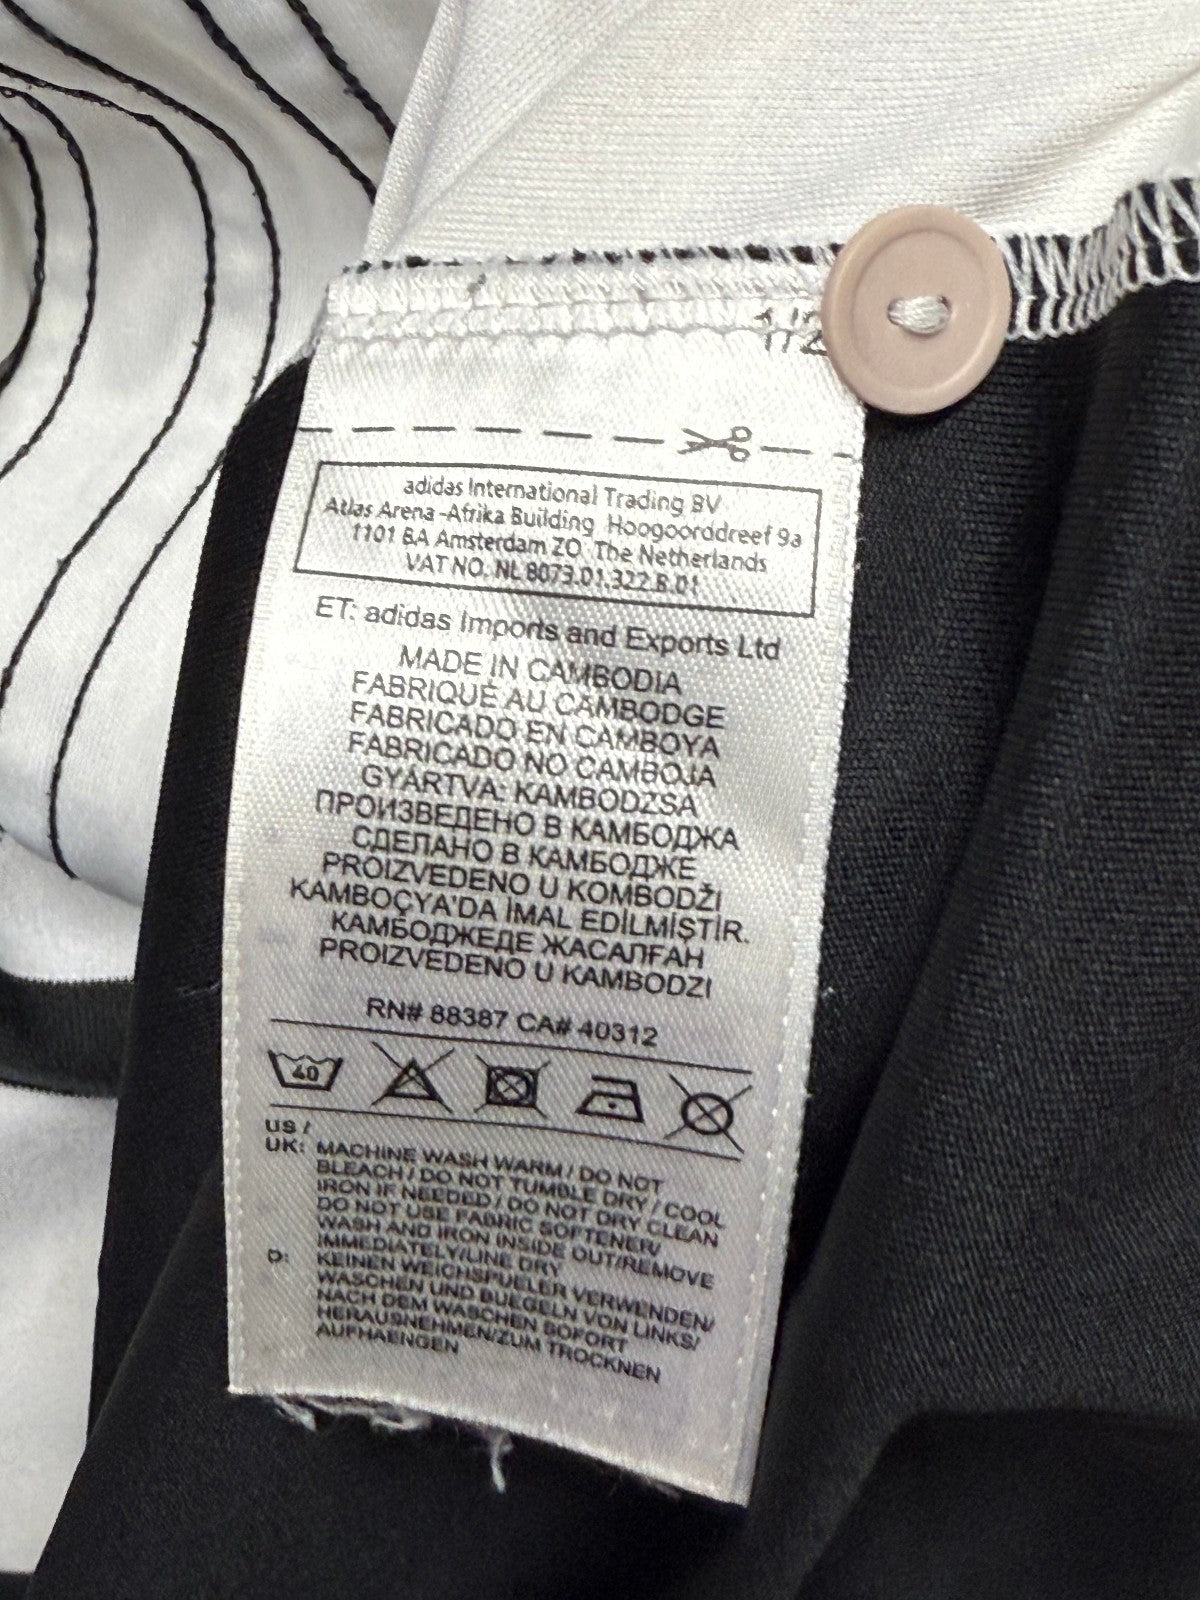 1/2
adidas International Trading BV
Atlas Arena -Afrika Building Hoogoorddreef 9a
1101 BA Amsterdam ZO The Netherlands
VAT NO. NL 8073.01.322.B.01
ET: adidas Imports and Exports Ltd
MADE IN CAMBODIA
FABRIQUÉ AU CAMBODGE
FABRICADO EN CAMBOYA
FABRICADO NO CAMBOJA
GYÁRTVA: KAMBODZSA
ПРОИЗВЕДЕНО В КАМБОДЖА
СДЕЛАНО В КАМБОДЖЕ
PROIZVEDENO U KOMBODŽI
KAMBOÇYA'DA İMAL EDİLMİŞTİR.
КАМБОДЖЕДЕ ЖАСАЛҒАН
PROIZVEDENO U KAMBODZI
RN# 88387 CA# 40312
40
US /
UK: MACHINE WASH WARM / DO NOT
BLEACH / DO NOT TUMBLE DRY / COOL
IRON IF NEEDED / DO NOT DRY CLEAN
DO NOT USE FABRIC SOFTENER/
WASH AND IRON INSIDE OUT/REMOVE
IMMEDIATELY/LINE DRY
D: KEINEN WEICHSPUELER VERWENDEN/
WASCHEN UND BUEGELN VON LINKS/
NACH DEM WASCHEN SOFORT
HERAUSNEHMEN/ZUM TROCKNEN
AUFHAENGEN